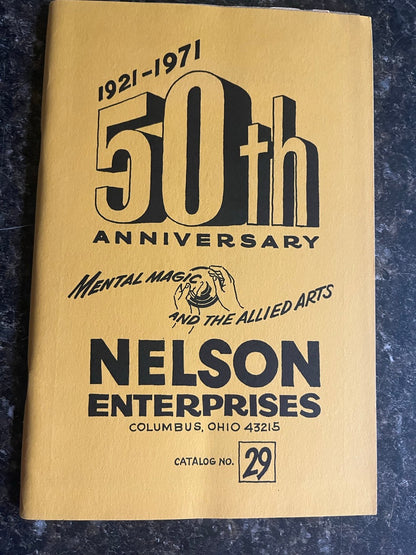 1921-1971
50th
ANNIVERSARY
MENTAL MAGIC
AND THE ALLIED ARTS
NELSON
ENTERPRISES
COLUMBUS, OHIO 43215
CATALOG NO. 29